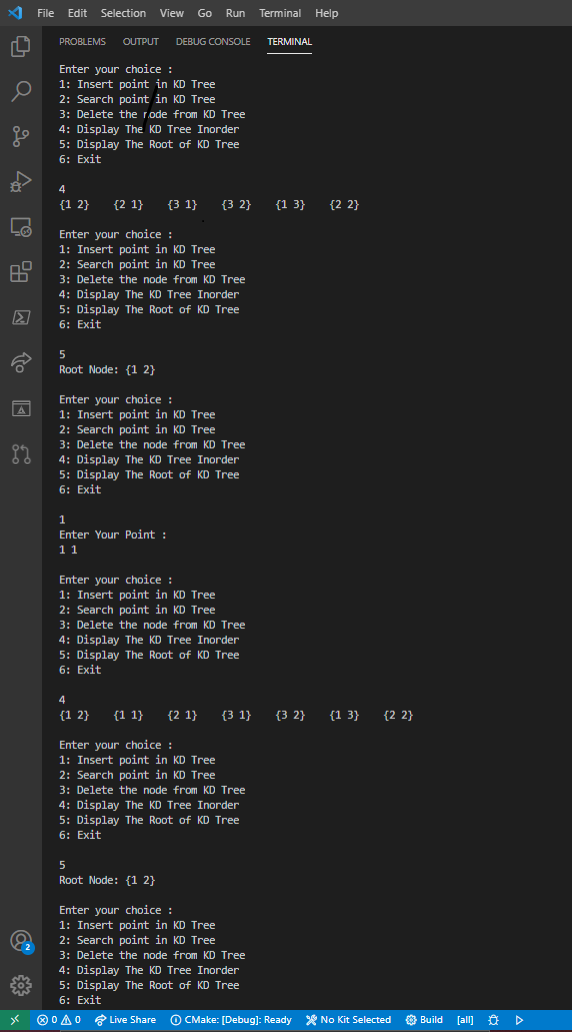 File Edit Selection View Go Run Terminal Help
PROBLEMS OUTPUT DEBUG CONSOLE TERMINAL
Enter your choice :
1: Insert point in KD Tree
2: Search point in KD Tree
3: Delete the node from KD Tree
4: Display The KD Tree Inorder
5: Display The Root of KD Tree
6: Exit
4
{1 2} {2 1} {3 1} {3 2} {1 3} {2 2}
Enter your choice :
1: Insert point in KD Tree
2: Search point in KD Tree
3: Delete the node from KD Tree
4: Display The KD Tree Inorder
5: Display The Root of KD Tree
6: Exit
5
Root Node: {1 2}
Enter your choice :
1: Insert point in KD Tree
2: Search point in KD Tree
3: Delete the node from KD Tree
4: Display The KD Tree Inorder
5: Display The Root of KD Tree
6: Exit
1
Enter Your Point :
1 1
Enter your choice :
1: Insert point in KD Tree
2: Search point in KD Tree
3: Delete the node from KD Tree
4: Display The KD Tree Inorder
5: Display The Root of KD Tree
6: Exit
4
{1 2} {1 1} {2 1} {3 1} {3 2} {1 3} {2 2}
Enter your choice :
1: Insert point in KD Tree
2: Search point in KD Tree
3: Delete the node from KD Tree
4: Display The KD Tree Inorder
5: Display The Root of KD Tree
6: Exit
5
Root Node: {1 2}
Enter your choice :
1: Insert point in KD Tree
2: Search point in KD Tree
3: Delete the node from KD Tree
4: Display The KD Tree Inorder
5: Display The Root of KD Tree
6: Exit
2
0 0 Live Share CMake: [Debug]: Ready No Kit Selected Build [all]